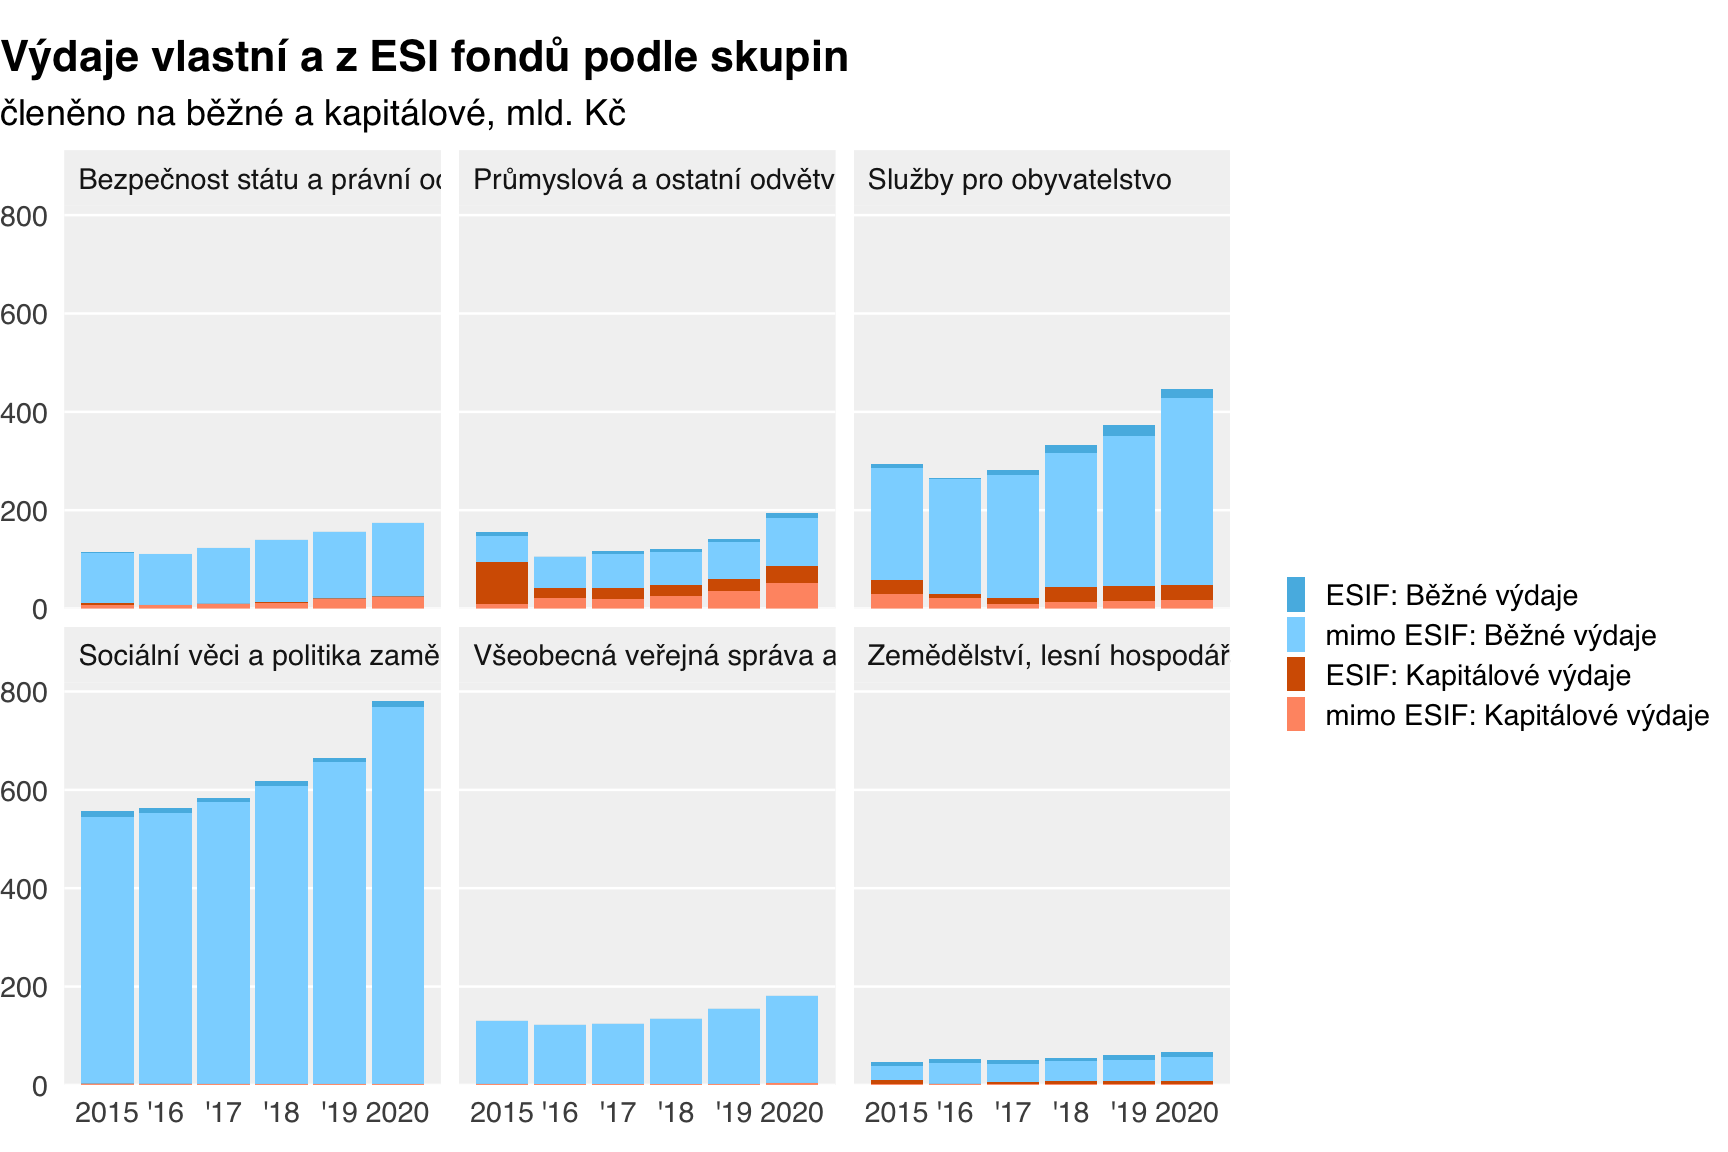 Výdaje vlastní a z ESI fondů podle skupin
členěno na běžné a kapitálové, mld. Kč
Bezpečnost státu a právní oc
Průmyslová a ostatní odvětv
Služby pro obyvatelstvo
800
600
400
200
0
Sociální věci a politika zamě
Všeobecná veřejná správa a
Zemědělství, lesní hospodář
800
600
400
200
0
2015 '16 '17 '18 '19 2020
2015 '16 '17 '18 '19 2020
2015 '16 '17 '18 '19 2020
ESIF: Běžné výdaje
mimo ESIF: Běžné výdaje
ESIF: Kapitálové výdaje
mimo ESIF: Kapitálové výdaje